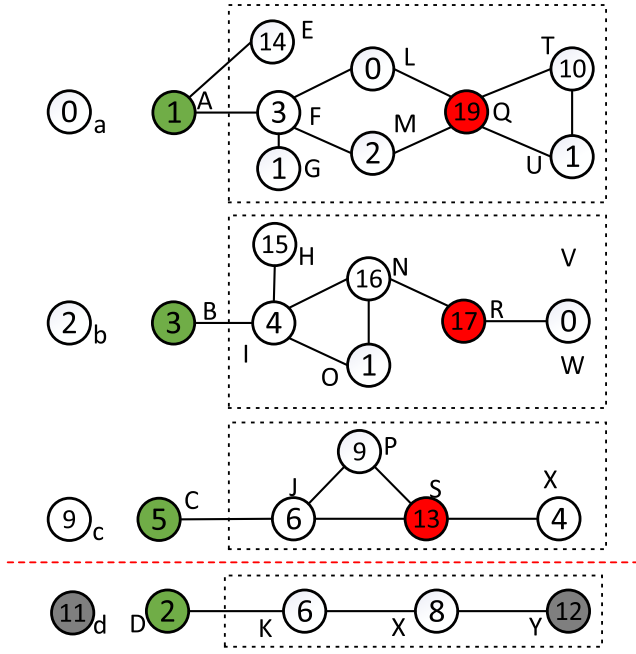 14 E
0 L
T
10
0 a
1 A
3 F
M
19 Q
2
1 G
U 1
15 H
16 N
V
2 b
3 B
4
17 R
0
I
O 1
W
9 P
9 c
5 C
J
6
S
13
X
4
11 d
D 2
K 6
X 8
Y 12